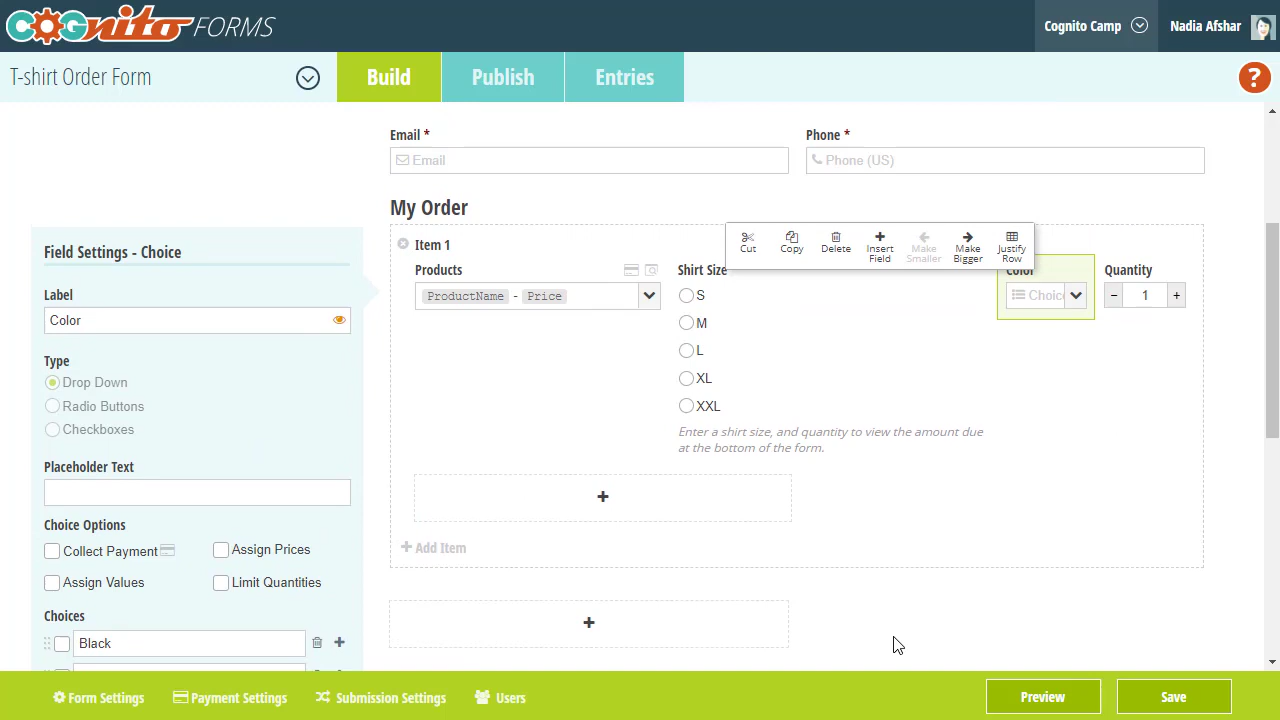 COGnito FORMS
Cognito Camp
Nadia Afshar
T-shirt Order Form
Build
Publish
Entries
?
Email *
Phone *
Email
Phone (US)
My Order
Cut
Copy
Delete
Insert Field
Make Smaller
Make Bigger
Justify Row
Item 1
Products
Shirt Size
Color
Quantity
ProductName - Price
S
M
L
XL
XXL
Choic
- 1 +
Enter a shirt size, and quantity to view the amount due
at the bottom of the form.
+
+ Add Item
+
Field Settings - Choice
Label
Color
Type
Drop Down
Radio Buttons
Checkboxes
Placeholder Text
Choice Options
Collect Payment
Assign Prices
Assign Values
Limit Quantities
Choices
Black
Form Settings
Payment Settings
Submission Settings
Users
Preview
Save